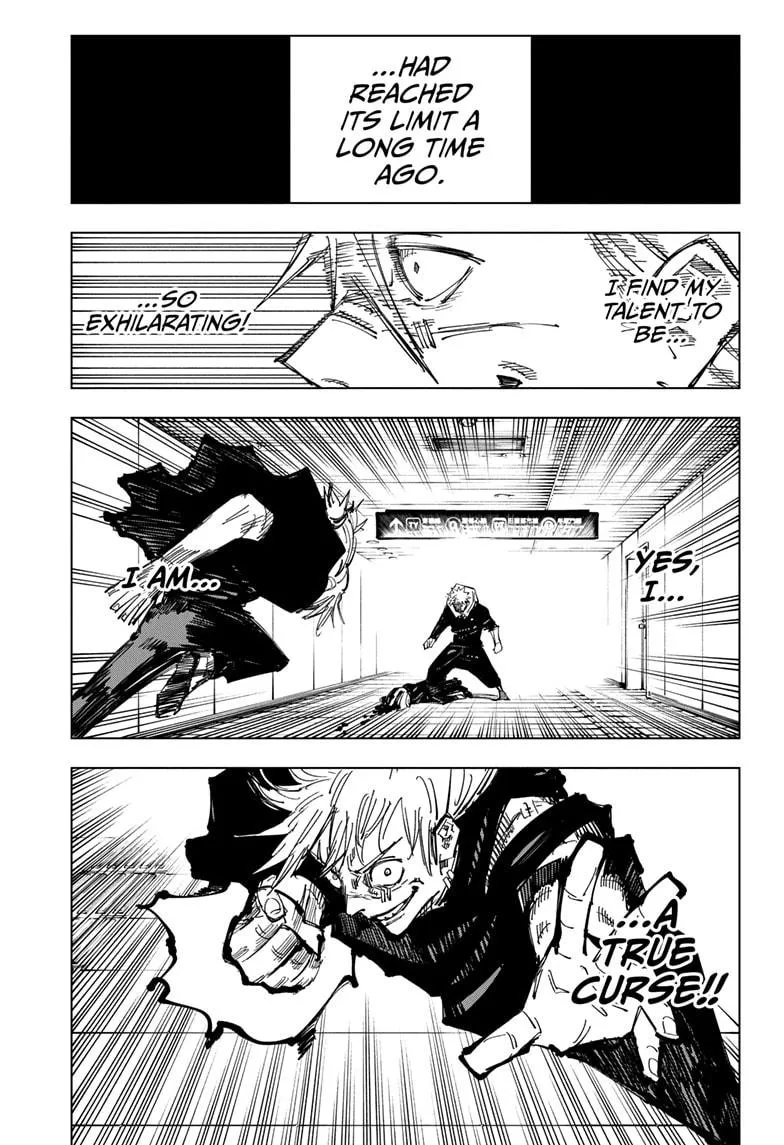 ...HAD
REACHED
ITS LIMIT A
LONG TIME
AGO.
I FIND MY
TALENT TO
BE...
...SO
EXHILARATING!
YES,
I...
I AM...
...A
TRUE
CURSE!!